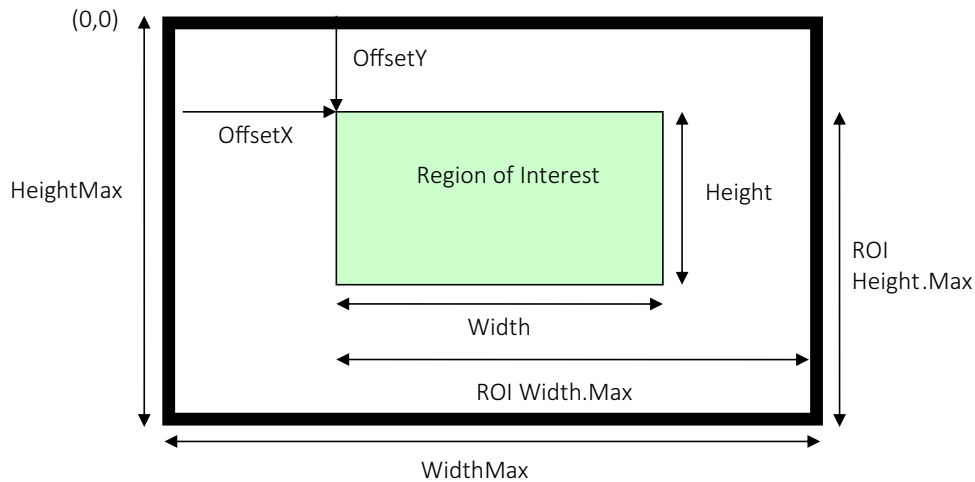 (0,0)
OffsetY
OffsetX
Region of Interest
HeightMax
Height
ROI
Height.Max
Width
ROI Width.Max
WidthMax